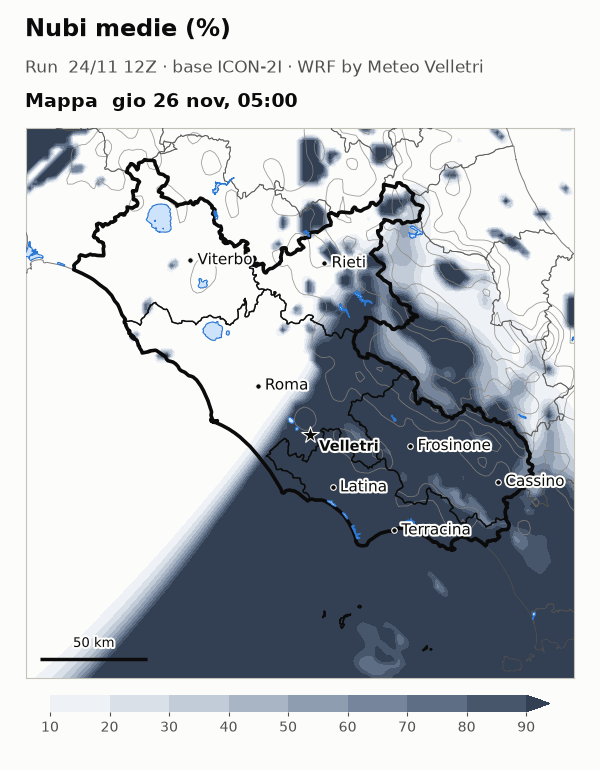 Nubi medie (%)
Run  24/11 12Z · base ICON-2I · WRF by Meteo Velletri
Mappa  gio 26 nov, 05:00
Viterbo
Rieti
Roma
Velletri
Frosinone
Latina
Cassino
Terracina
50 km
10 20 30 40 50 60 70 80 90